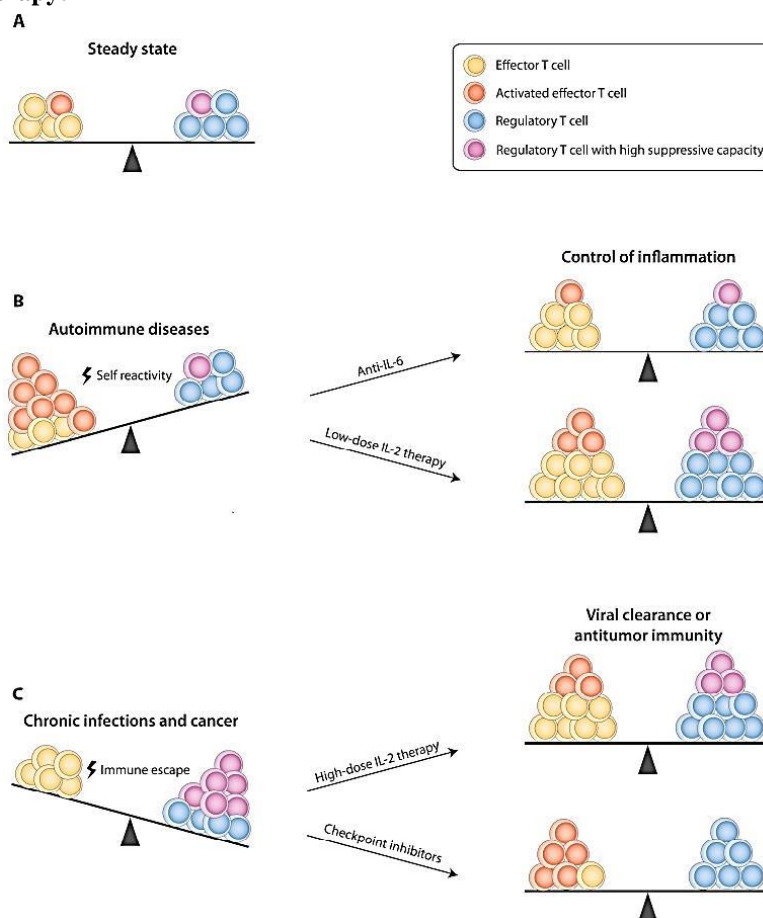 A
Steady state
Effector T cell
Activated effector T cell
Regulatory T cell
Regulatory T cell with high suppressive capacity
Control of inflammation
B
Autoimmune diseases
Self reactivity
Anti-IL-6
Low-dose IL-2 therapy
Viral clearance or
antitumor immunity
C
Chronic infections and cancer
Immune escape
High-dose IL-2 therapy
Checkpoint inhibitors